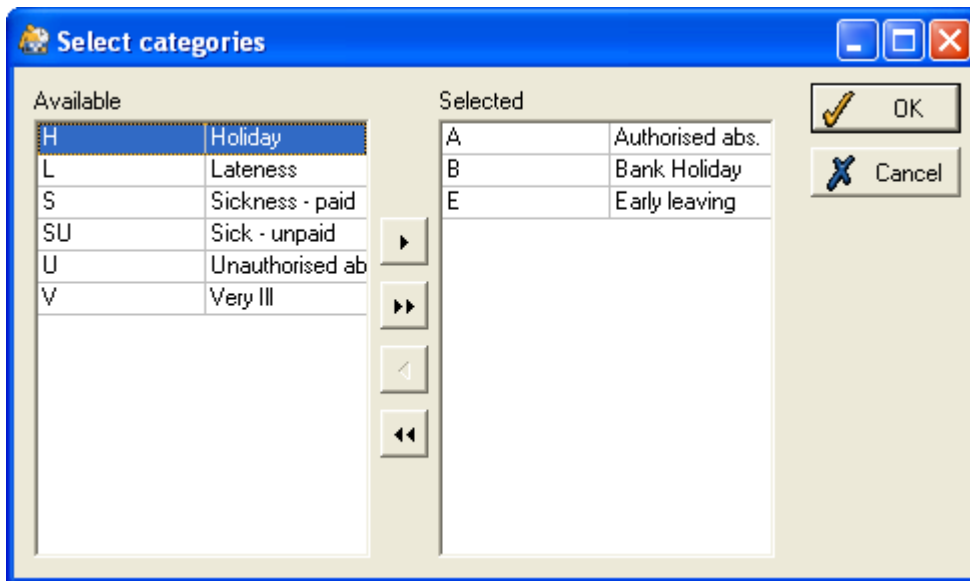 Select categories
Available
H Holiday
L Lateness
S Sickness - paid
SU Sick - unpaid
U Unauthorised ab
V Very Ill
Selected
A Authorised abs.
B Bank Holiday
E Early leaving
OK
Cancel